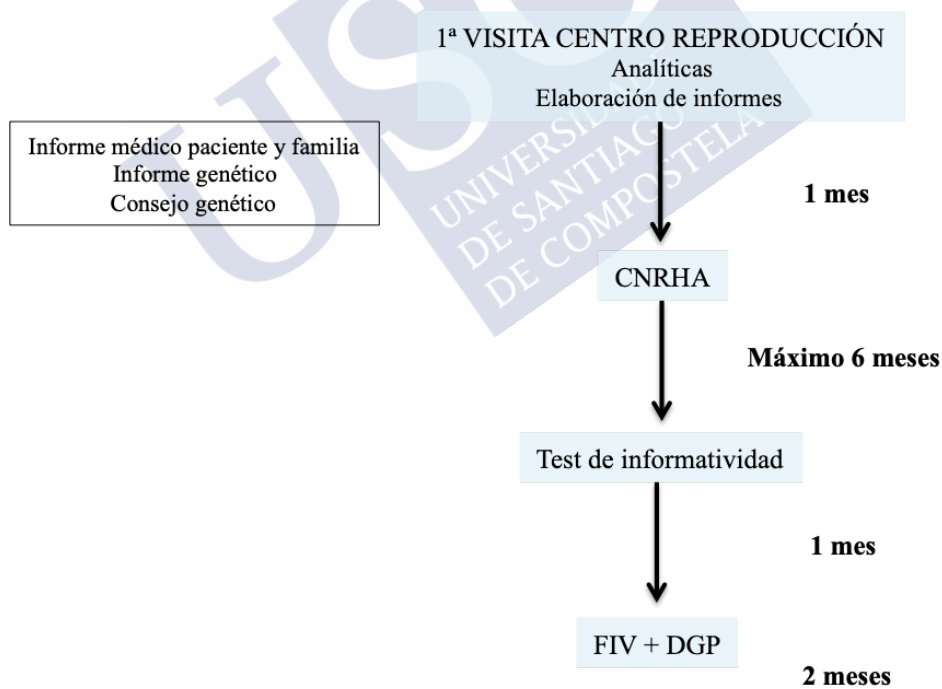 1ª VISITA CENTRO REPRODUCCIÓN
Analíticas
Elaboración de informes
Informe médico paciente y familia
Informe genético
Consejo genético
1 mes
CNRHA
Máximo 6 meses
Test de informatividad
1 mes
FIV + DGP
2 meses
USC
UNIVERSIDADE
DE SANTIAGO
DE COMPOSTELA